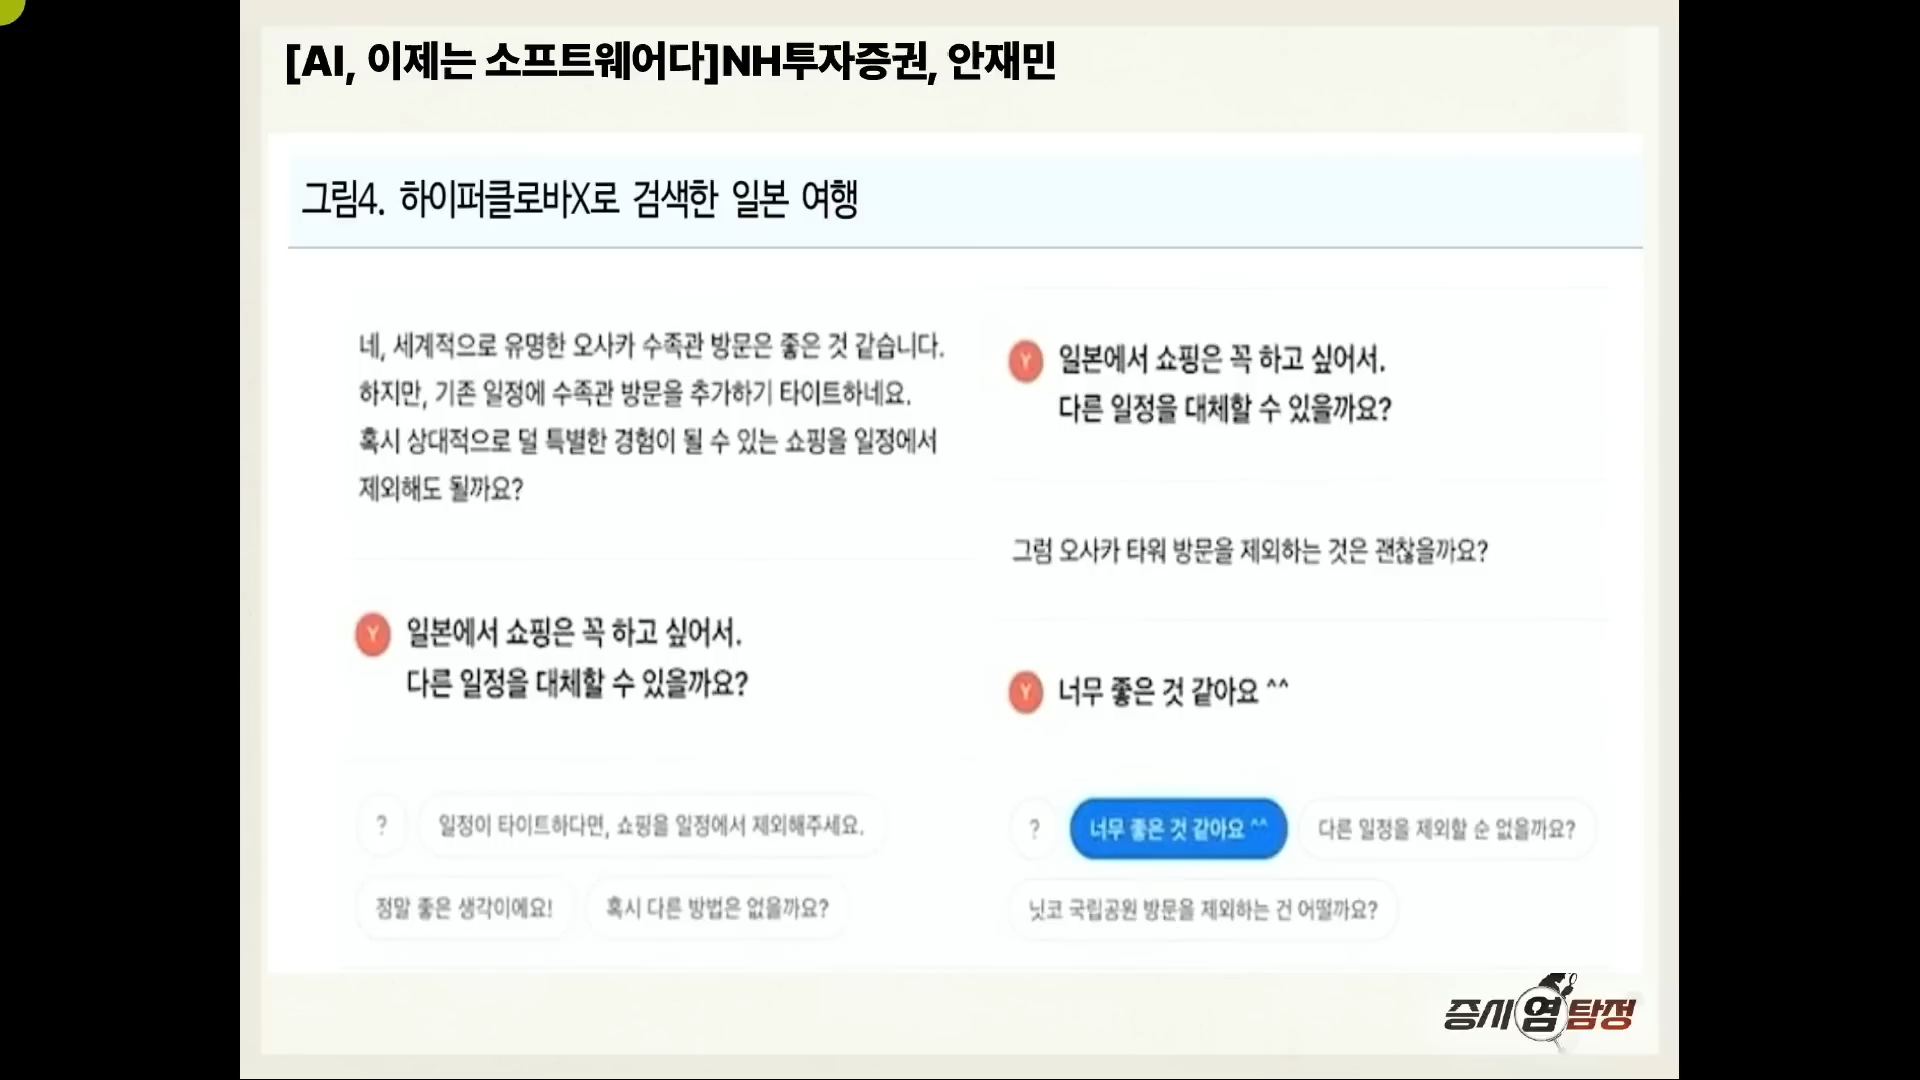 [AI, 이제는 소프트웨어다]NH투자증권, 안재민
그림4. 하이퍼클로바X로 검색한 일본 여행
네, 세계적으로 유명한 오사카 수족관 방문은 좋은 것 같습니다.
하지만, 기존 일정에 수족관 방문을 추가하기 타이트하네요.
혹시 상대적으로 덜 특별한 경험이 될 수 있는 쇼핑을 일정에서
제외해도 될까요?
Y 일본에서 쇼핑은 꼭 하고 싶어서.
다른 일정을 대체할 수 있을까요?
? 일정이 타이트하다면, 쇼핑을 일정에서 제외해주세요.
정말 좋은 생각이에요! 혹시 다른 방법은 없을까요?
Y 일본에서 쇼핑은 꼭 하고 싶어서.
다른 일정을 대체할 수 있을까요?
그럼 오사카 타워 방문을 제외하는 것은 괜찮을까요?
Y 너무 좋은 것 같아요 ^^
? 너무 좋은 것 같아요 ^^ 다른 일정을 제외할 순 없을까요?
닛코 국립공원 방문을 제외하는 건 어떨까요?
증시염탐정